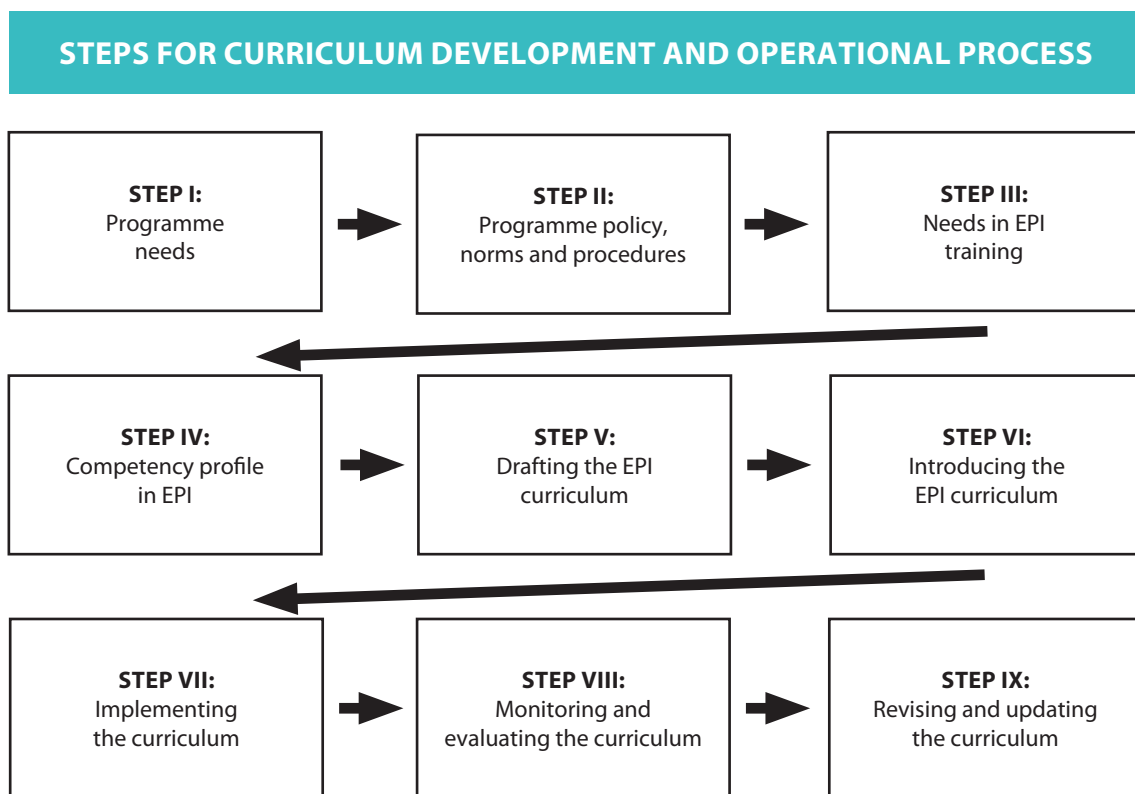 STEPS FOR CURRICULUM DEVELOPMENT AND OPERATIONAL PROCESS
STEP I:
Programme
needs
STEP II:
Programme policy,
norms and procedures
STEP III:
Needs in EPI
training
STEP IV:
Competency profile
in EPI
STEP V:
Drafting the EPI
curriculum
STEP VI:
Introducing the
EPI curriculum
STEP VII:
Implementing
the curriculum
STEP VIII:
Monitoring and
evaluating the curriculum
STEP IX:
Revising and updating
the curriculum